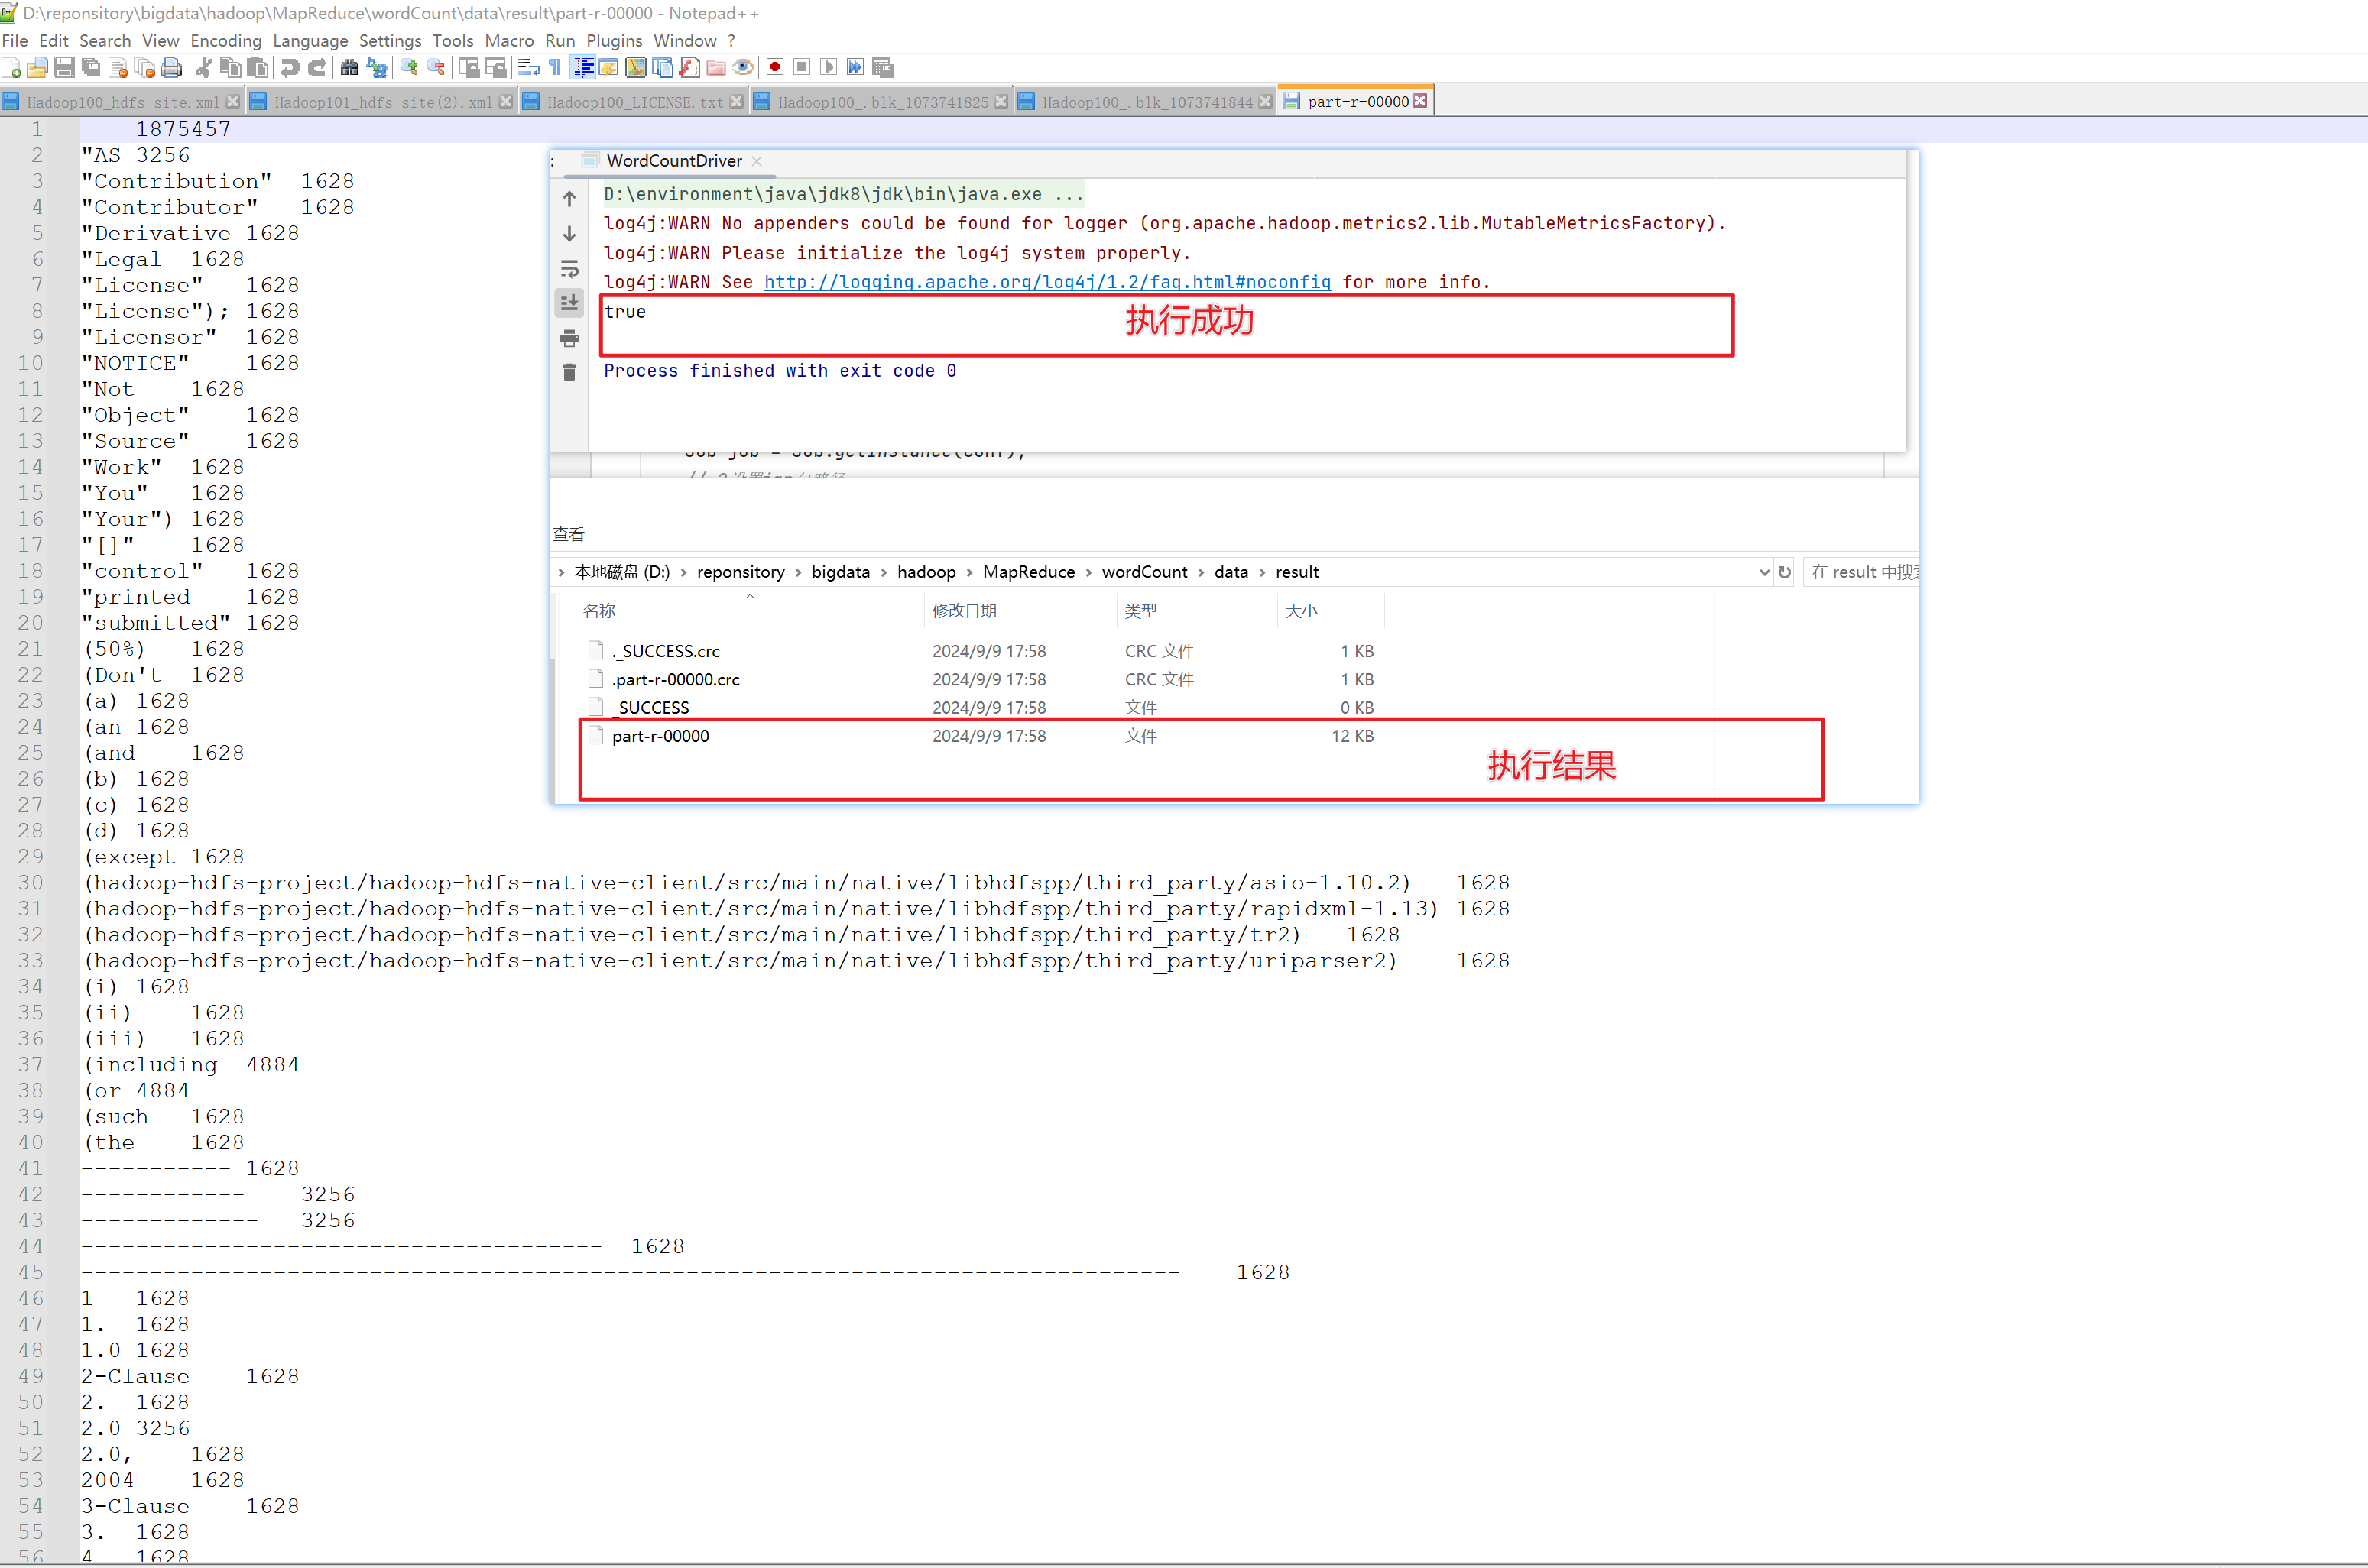 D:\reponsitory\bigdata\hadoop\MapReduce\wordCount\data\result\part-r-00000 - Notepad++
File Edit Search View Encoding Language Settings Tools Macro Run Plugins Window ?
Hadoop100_hdfs-site.xml Hadoop101_hdfs-site(2).xml Hadoop100_LICENSE.txt Hadoop100_.blk_1073741825 Hadoop100_.blk_1073741844 part-r-00000
1 1875457
2 "AS 3256
3 "Contribution" 1628
4 "Contributor" 1628
5 "Derivative 1628
6 "Legal 1628
7 "License" 1628
8 "License"); 1628
9 "Licensor" 1628
10 "NOTICE" 1628
11 "Not 1628
12 "Object" 1628
13 "Source" 1628
14 "Work" 1628
15 "You" 1628
16 "Your") 1628
17 "[]" 1628
18 "control" 1628
19 "printed 1628
20 "submitted" 1628
21 (50%) 1628
22 (Don't 1628
23 (a) 1628
24 (an 1628
25 (and 1628
26 (b) 1628
27 (c) 1628
28 (d) 1628
29 (except 1628
30 (hadoop-hdfs-project/hadoop-hdfs-native-client/src/main/native/libhdfspp/third_party/asio-1.10.2) 1628
31 (hadoop-hdfs-project/hadoop-hdfs-native-client/src/main/native/libhdfspp/third_party/rapidxml-1.13) 1628
32 (hadoop-hdfs-project/hadoop-hdfs-native-client/src/main/native/libhdfspp/third_party/tr2) 1628
33 (hadoop-hdfs-project/hadoop-hdfs-native-client/src/main/native/libhdfspp/third_party/uriparser2) 1628
34 (i) 1628
35 (ii) 1628
36 (iii) 1628
37 (including 4884
38 (or 4884
39 (such 1628
40 (the 1628
41 ----------- 1628
42 ------------ 3256
43 ------------- 3256
44 -------------------------------------- 1628
45 -------------------------------------------------------------------------------- 1628
46 1 1628
47 1. 1628
48 1.0 1628
49 2-Clause 1628
50 2. 1628
51 2.0 3256
52 2.0, 1628
53 2004 1628
54 3-Clause 1628
55 3. 1628
56 4 1628
: WordCountDriver
D:\environment\java\jdk8\jdk\bin\java.exe ...
log4j:WARN No appenders could be found for logger (org.apache.hadoop.metrics2.lib.MutableMetricsFactory).
log4j:WARN Please initialize the log4j system properly.
log4j:WARN See http://logging.apache.org/log4j/1.2/faq.html#noconfig for more info.
true
执行成功
Process finished with exit code 0
Job job = Job.getInstance(conf);
查看
本地磁盘 (D:) › reponsitory › bigdata › hadoop › MapReduce › wordCount › data › result 在 result 中搜
名称 修改日期 类型 大小
._SUCCESS.crc 2024/9/9 17:58 CRC 文件 1 KB
.part-r-00000.crc 2024/9/9 17:58 CRC 文件 1 KB
_SUCCESS 2024/9/9 17:58 文件 0 KB
part-r-00000 2024/9/9 17:58 文件 12 KB
执行结果